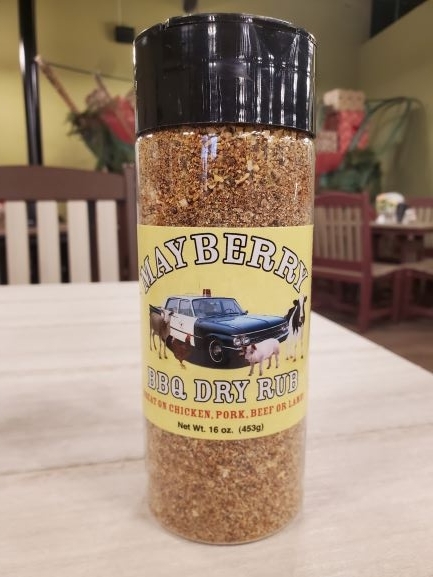 MAYBERRY
BBQ DRY RUB
GREAT ON CHICKEN, PORK, BEEF OR LAMB
Net Wt. 16 oz. (453g)